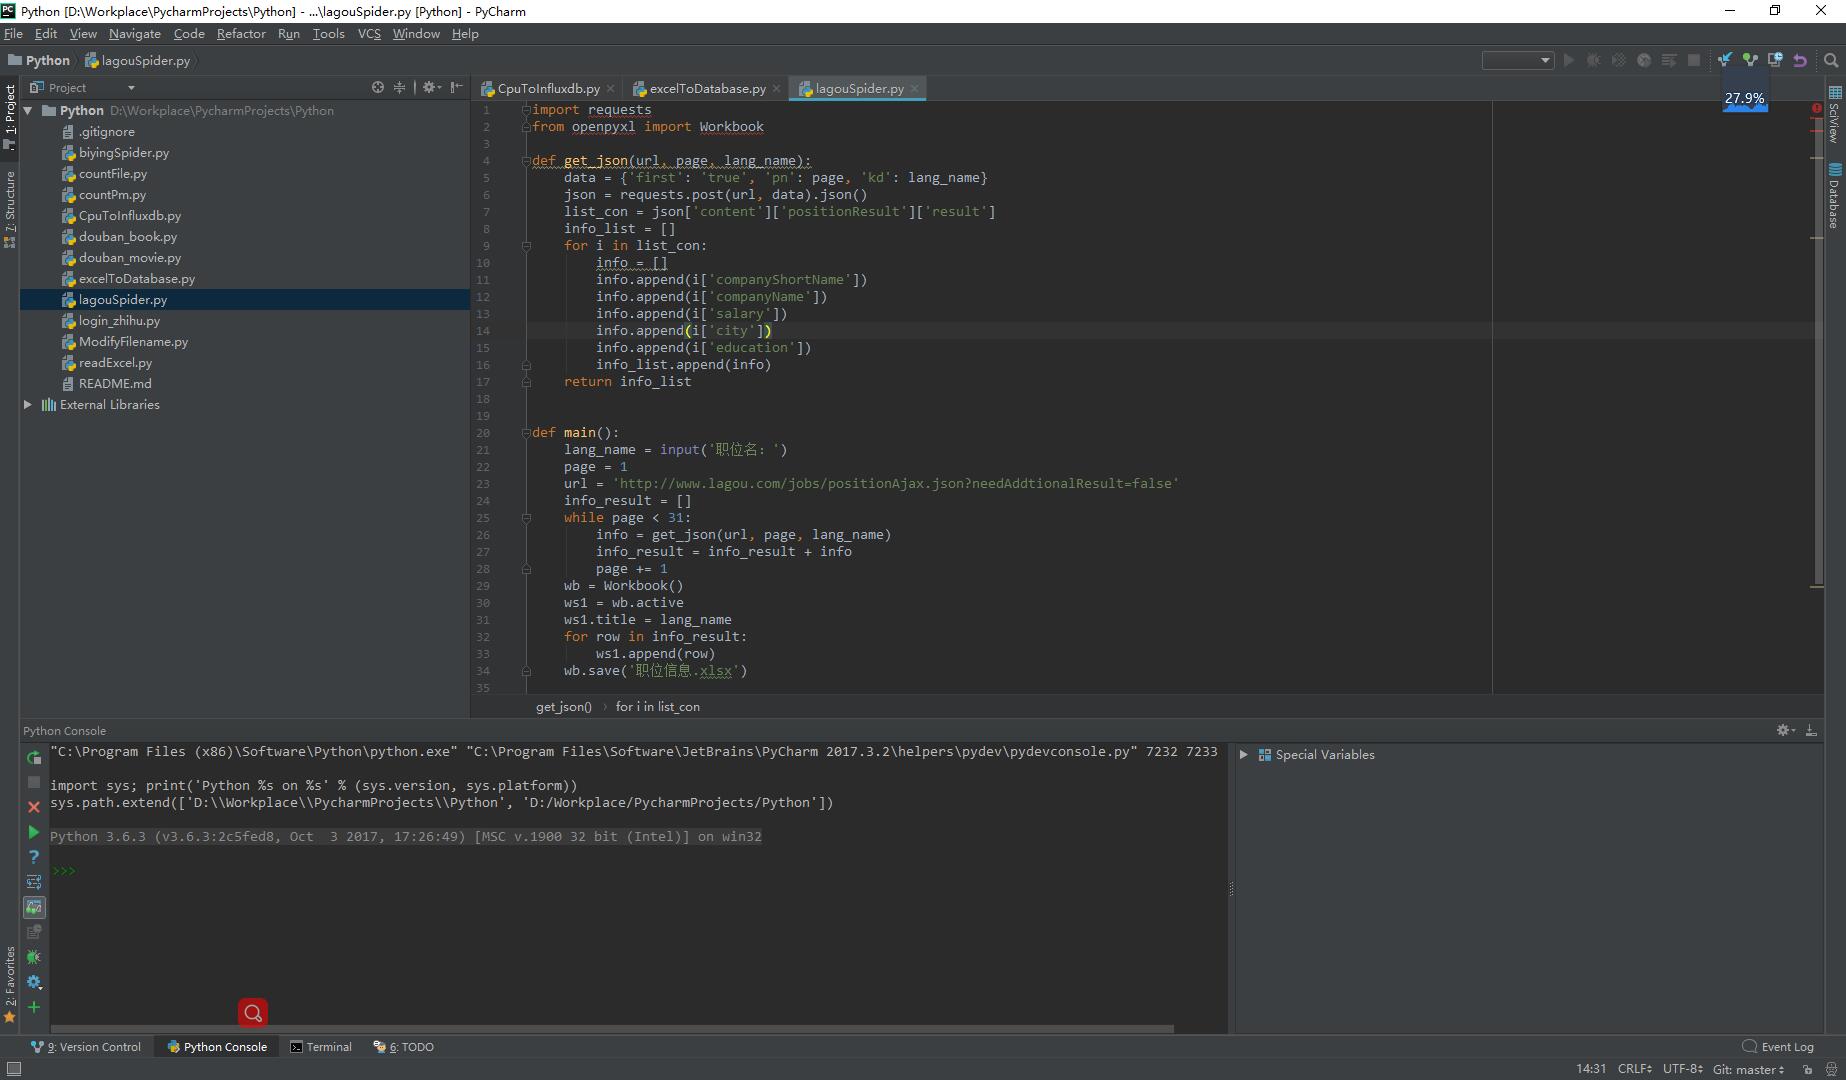 Python [D:\Workplace\PycharmProjects\Python] - ...\lagouSpider.py [Python] - PyCharm
File Edit View Navigate Code Refactor Run Tools VCS Window Help
Python lagouSpider.py
27.9%
1: Project
7: Structure
2: Favorites
Project
Python D:\Workplace\PycharmProjects\Python
.gitignore
biyingSpider.py
countFile.py
countPm.py
CpuToInfluxdb.py
douban_book.py
douban_movie.py
excelToDatabase.py
lagouSpider.py
login_zhihu.py
ModifyFilename.py
readExcel.py
README.md
External Libraries
CpuToInfluxdb.py excelToDatabase.py lagouSpider.py
1 import requests
2 from openpyxl import Workbook
3
4 def get_json(url, page, lang_name):
5 data = {'first': 'true', 'pn': page, 'kd': lang_name}
6 json = requests.post(url, data).json()
7 list_con = json['content']['positionResult']['result']
8 info_list = []
9 for i in list_con:
10 info = []
11 info.append(i['companyShortName'])
12 info.append(i['companyName'])
13 info.append(i['salary'])
14 info.append(i['city'])
15 info.append(i['education'])
16 info_list.append(info)
17 return info_list
18
19
20 def main():
21 lang_name = input('职位名：')
22 page = 1
23 url = 'http://www.lagou.com/jobs/positionAjax.json?needAddtionalResult=false'
24 info_result = []
25 while page < 31:
26 info = get_json(url, page, lang_name)
27 info_result = info_result + info
28 page += 1
29 wb = Workbook()
30 ws1 = wb.active
31 ws1.title = lang_name
32 for row in info_result:
33 ws1.append(row)
34 wb.save('职位信息.xlsx')
35
get_json() › for i in list_con
SciView
Database
Python Console
"C:\Program Files (x86)\Software\Python\python.exe" "C:\Program Files\Software\JetBrains\PyCharm 2017.3.2\helpers\pydev\pydevconsole.py" 7232 7233
import sys; print('Python %s on %s' % (sys.version, sys.platform))
sys.path.extend(['D:\\Workplace\\PycharmProjects\\Python', 'D:/Workplace/PycharmProjects/Python'])
Python 3.6.3 (v3.6.3:2c5fed8, Oct  3 2017, 17:26:49) [MSC v.1900 32 bit (Intel)] on win32
>>>
Special Variables
9: Version Control Python Console Terminal 6: TODO Event Log
14:31 CRLF UTF-8 Git: master